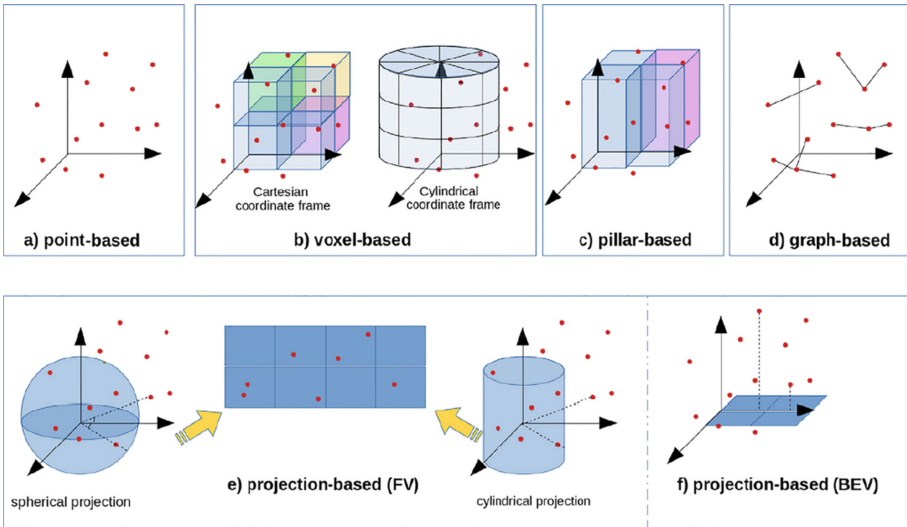 Cartesian
coordinate frame
Cylindrical
coordinate frame
a) point-based
b) voxel-based
c) pillar-based
d) graph-based
spherical projection
e) projection-based (FV)
cylindrical projection
f) projection-based (BEV)